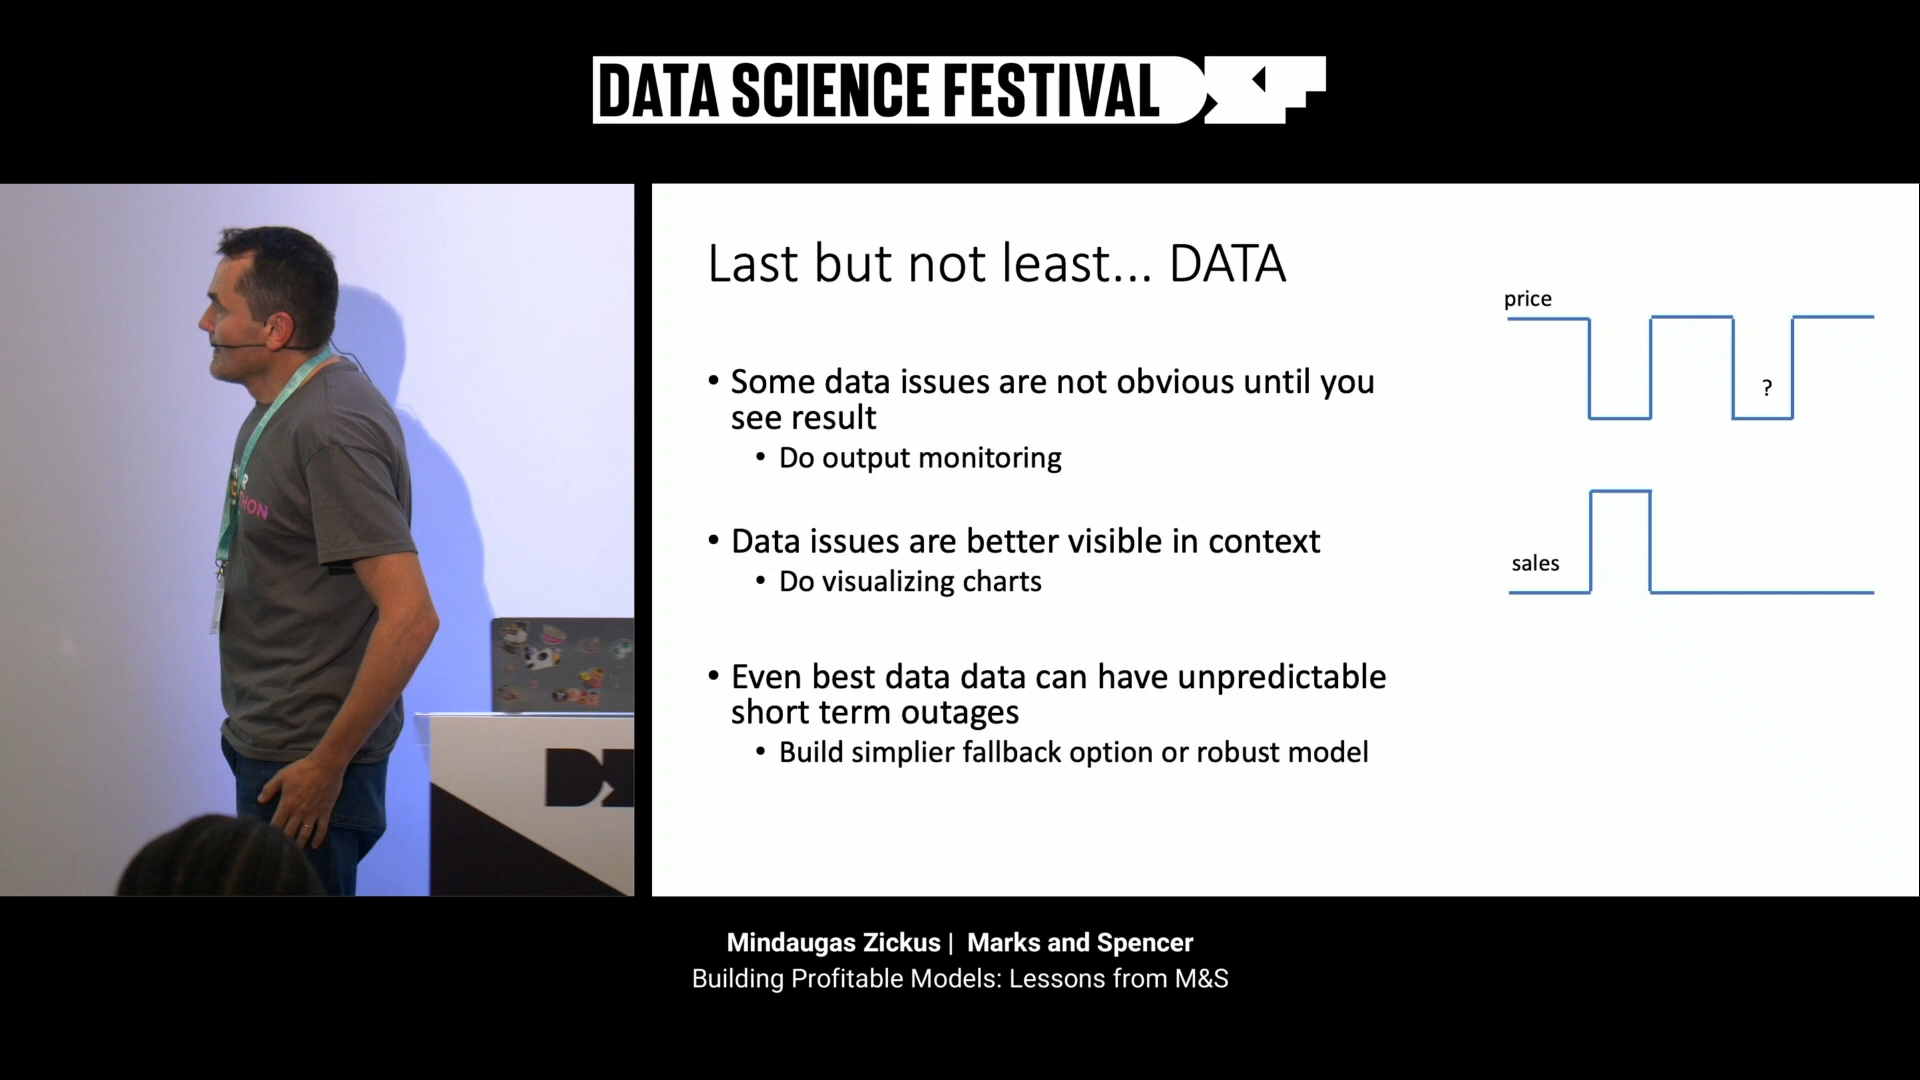 DATA SCIENCE FESTIVAL
Last but not least... DATA
• Some data issues are not obvious until you
see result
• Do output monitoring
• Data issues are better visible in context
• Do visualizing charts
• Even best data data can have unpredictable
short term outages
• Build simplier fallback option or robust model
price
?
sales
Mindaugas Zickus | Marks and Spencer
Building Profitable Models: Lessons from M&S